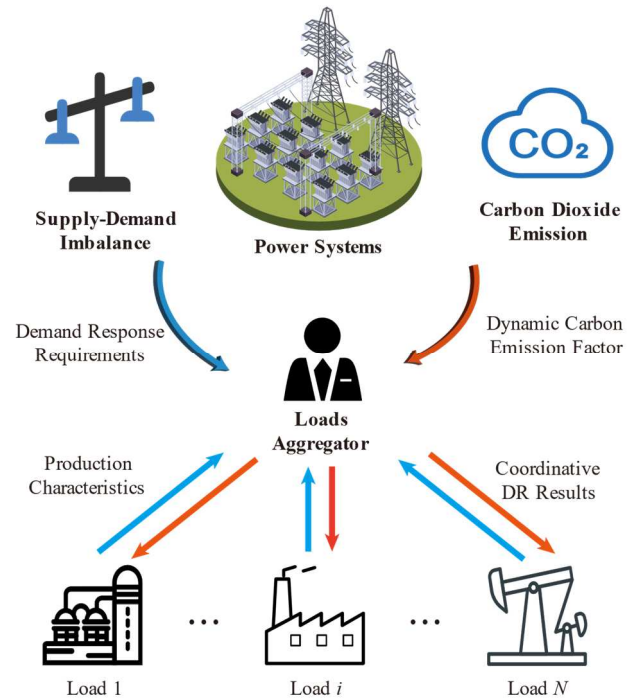 CO₂
Supply-Demand
Imbalance
Power Systems
Carbon Dioxide
Emission
Demand Response
Requirements
Dynamic Carbon
Emission Factor
Loads
Aggregator
Production
Characteristics
Coordinative
DR Results
...
...
Load 1
Load i
Load N